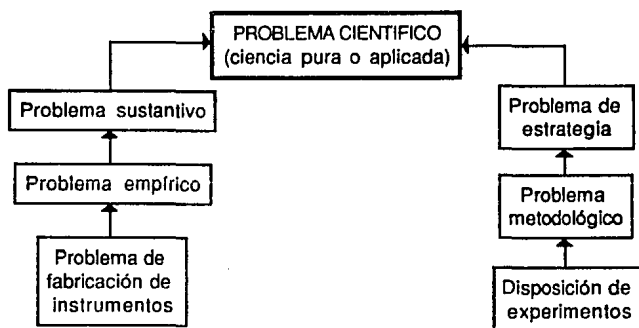 PROBLEMA CIENTIFICO
(ciencia pura o aplicada)
Problema sustantivo
Problema empírico
Problema de
fabricación de
instrumentos
Problema de
estrategia
Problema
metodológico
Disposición de
experimentos